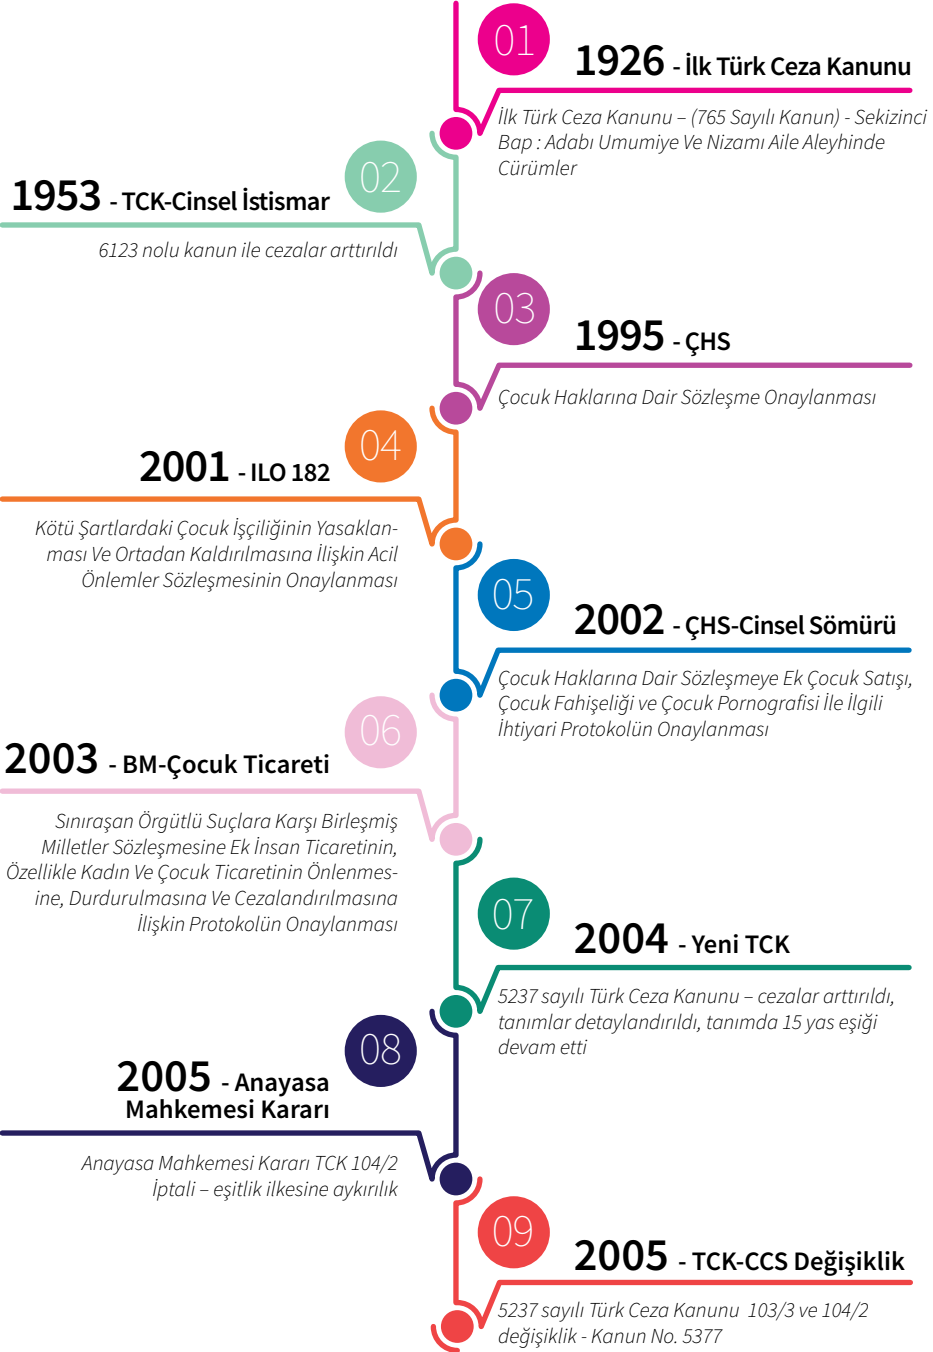 01
1926 - İlk Türk Ceza Kanunu
İlk Türk Ceza Kanunu – (765 Sayılı Kanun) - Sekizinci
Bap : Adabı Umumiye Ve Nizamı Aile Aleyhinde
Cürümler
02
1953 - TCK-Cinsel İstismar
6123 nolu kanun ile cezalar arttırıldı
03
1995 - ÇHS
Çocuk Haklarına Dair Sözleşme Onaylanması
04
2001 - ILO 182
Kötü Şartlardaki Çocuk İşçiliğinin Yasaklan-
ması Ve Ortadan Kaldırılmasına İlişkin Acil
Önlemler Sözleşmesinin Onaylanması
05
2002 - ÇHS-Cinsel Sömürü
Çocuk Haklarına Dair Sözleşmeye Ek Çocuk Satışı,
Çocuk Fahişeliği ve Çocuk Pornografisi İle İlgili
İhtiyari Protokolün Onaylanması
06
2003 - BM-Çocuk Ticareti
Sınıraşan Örgütlü Suçlara Karşı Birleşmiş
Milletler Sözleşmesine Ek İnsan Ticaretinin,
Özellikle Kadın Ve Çocuk Ticaretinin Önlenmes-
ine, Durdurulmasına Ve Cezalandırılmasına
İlişkin Protokolün Onaylanması
07
2004 - Yeni TCK
5237 sayılı Türk Ceza Kanunu – cezalar arttırıldı,
tanımlar detaylandırıldı, tanımda 15 yas eşiği
devam etti
08
2005 - Anayasa
Mahkemesi Kararı
Anayasa Mahkemesi Kararı TCK 104/2
İptali – eşitlik ilkesine aykırılık
09
2005 - TCK-CCS Değişiklik
5237 sayılı Türk Ceza Kanunu 103/3 ve 104/2
değişiklik - Kanun No. 5377